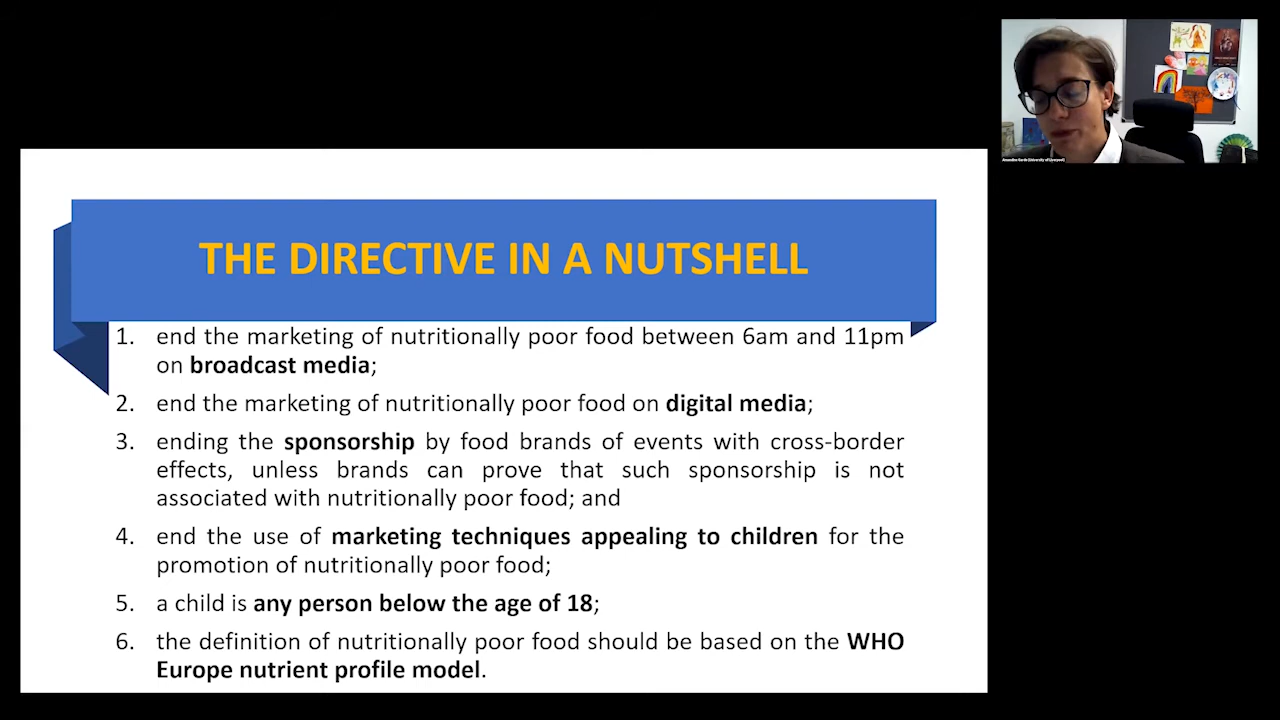 Amandine Garde (University of Liverpool)
THE DIRECTIVE IN A NUTSHELL
1. end the marketing of nutritionally poor food between 6am and 11pm
on broadcast media;
2. end the marketing of nutritionally poor food on digital media;
3. ending the sponsorship by food brands of events with cross-border
effects, unless brands can prove that such sponsorship is not
associated with nutritionally poor food; and
4. end the use of marketing techniques appealing to children for the
promotion of nutritionally poor food;
5. a child is any person below the age of 18;
6. the definition of nutritionally poor food should be based on the WHO
Europe nutrient profile model.